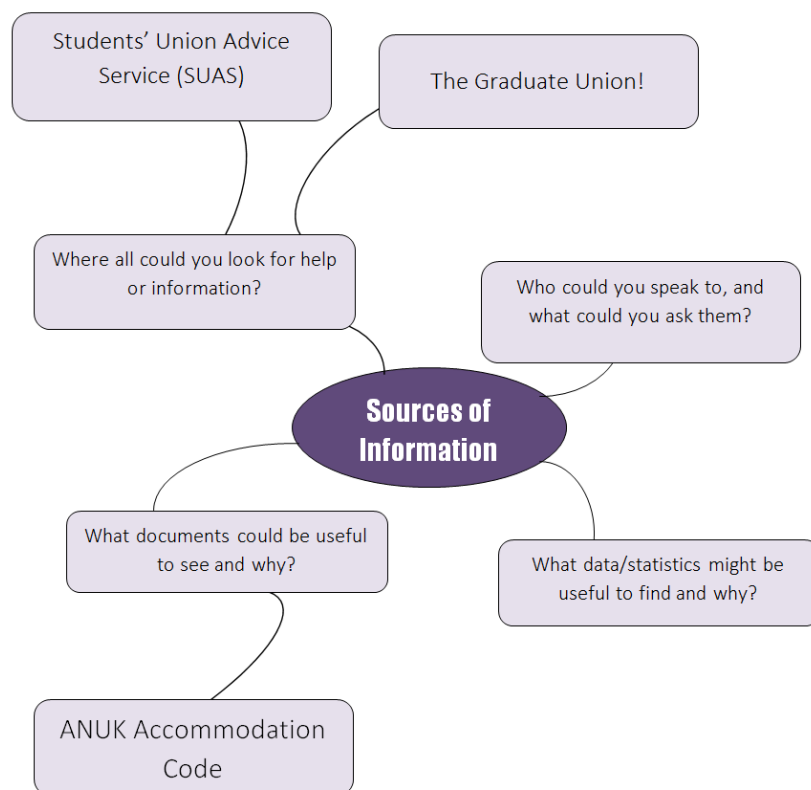 Students’ Union Advice
Service (SUAS)
The Graduate Union!
Where all could you look for help
or information?
Who could you speak to, and
what could you ask them?
Sources of
Information
What documents could be useful
to see and why?
What data/statistics might be
useful to find and why?
ANUK Accommodation
Code